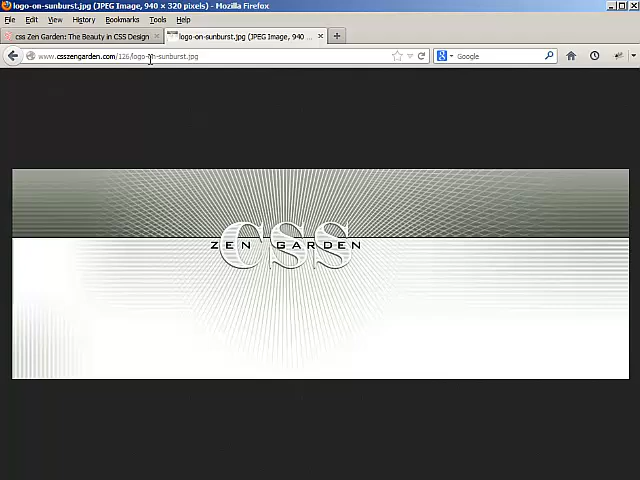 logo-on-sunburst.jpg (JPEG Image, 940 × 320 pixels) - Mozilla Firefox
File Edit View History Bookmarks Tools Help
css Zen Garden: The Beauty in CSS Design
logo-on-sunburst.jpg (JPEG Image, 940 ...
www.csszengarden.com/126/logo-on-sunburst.jpg
Google
CSS
ZEN GARDEN